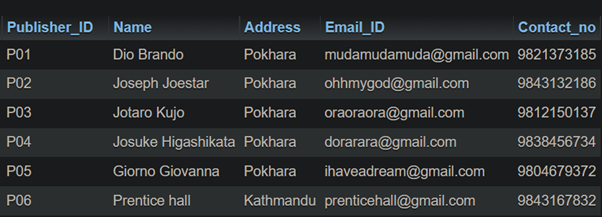 Publisher_ID Name Address Email_ID Contact_no
P01 Dio Brando Pokhara mudamudamuda@gmail.com 9821373185
P02 Joseph Joestar Pokhara ohhmygod@gmail.com 9843132186
P03 Jotaro Kujo Pokhara oraoraora@gmail.com 9812150137
P04 Josuke Higashikata Pokhara dorarara@gmail.com 9838456734
P05 Giorno Giovanna Pokhara ihaveadream@gmail.com 9804679372
P06 Prentice hall Kathmandu prenticehall@gmail.com 9843167832